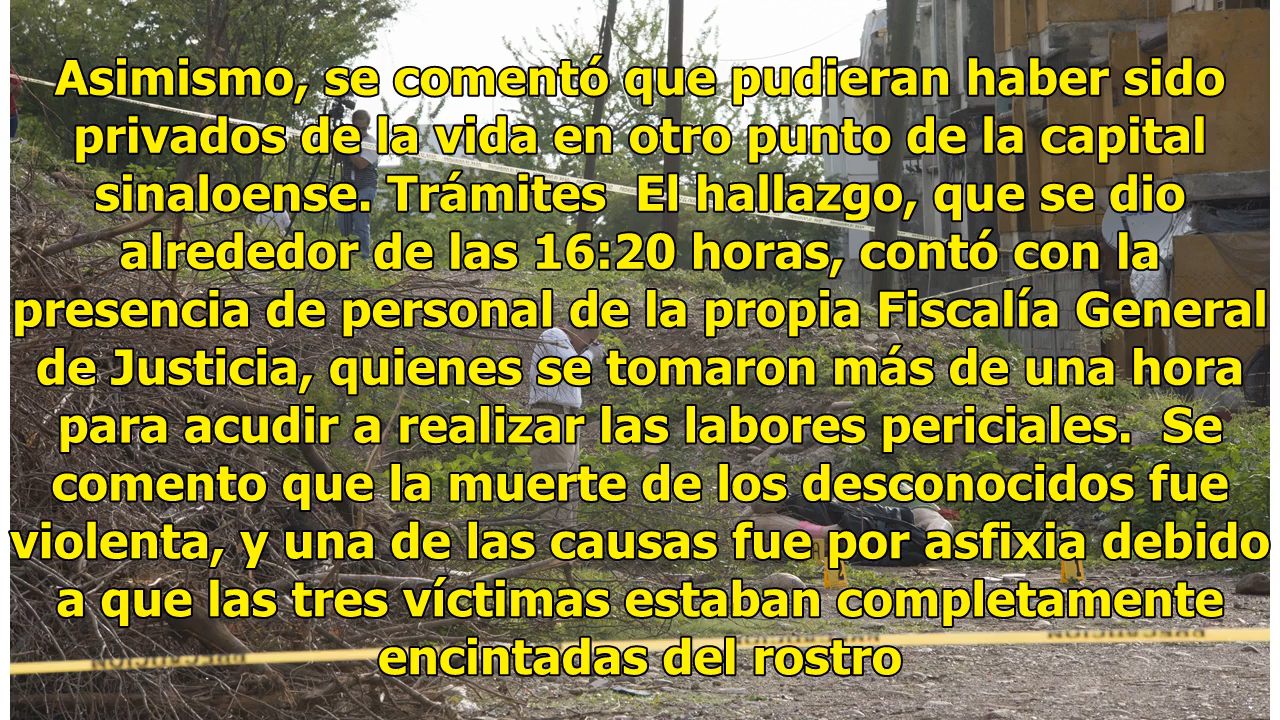 Asimismo, se comentó que pudieran haber sido
privados de la vida en otro punto de la capital
sinaloense. Trámites  El hallazgo, que se dio
alrededor de las 16:20 horas, contó con la
presencia de personal de la propia Fiscalía General
de Justicia, quienes se tomaron más de una hora
para acudir a realizar las labores periciales.  Se
comento que la muerte de los desconocidos fue
violenta, y una de las causas fue por asfixia debido
a que las tres víctimas estaban completamente
encintadas del rostro